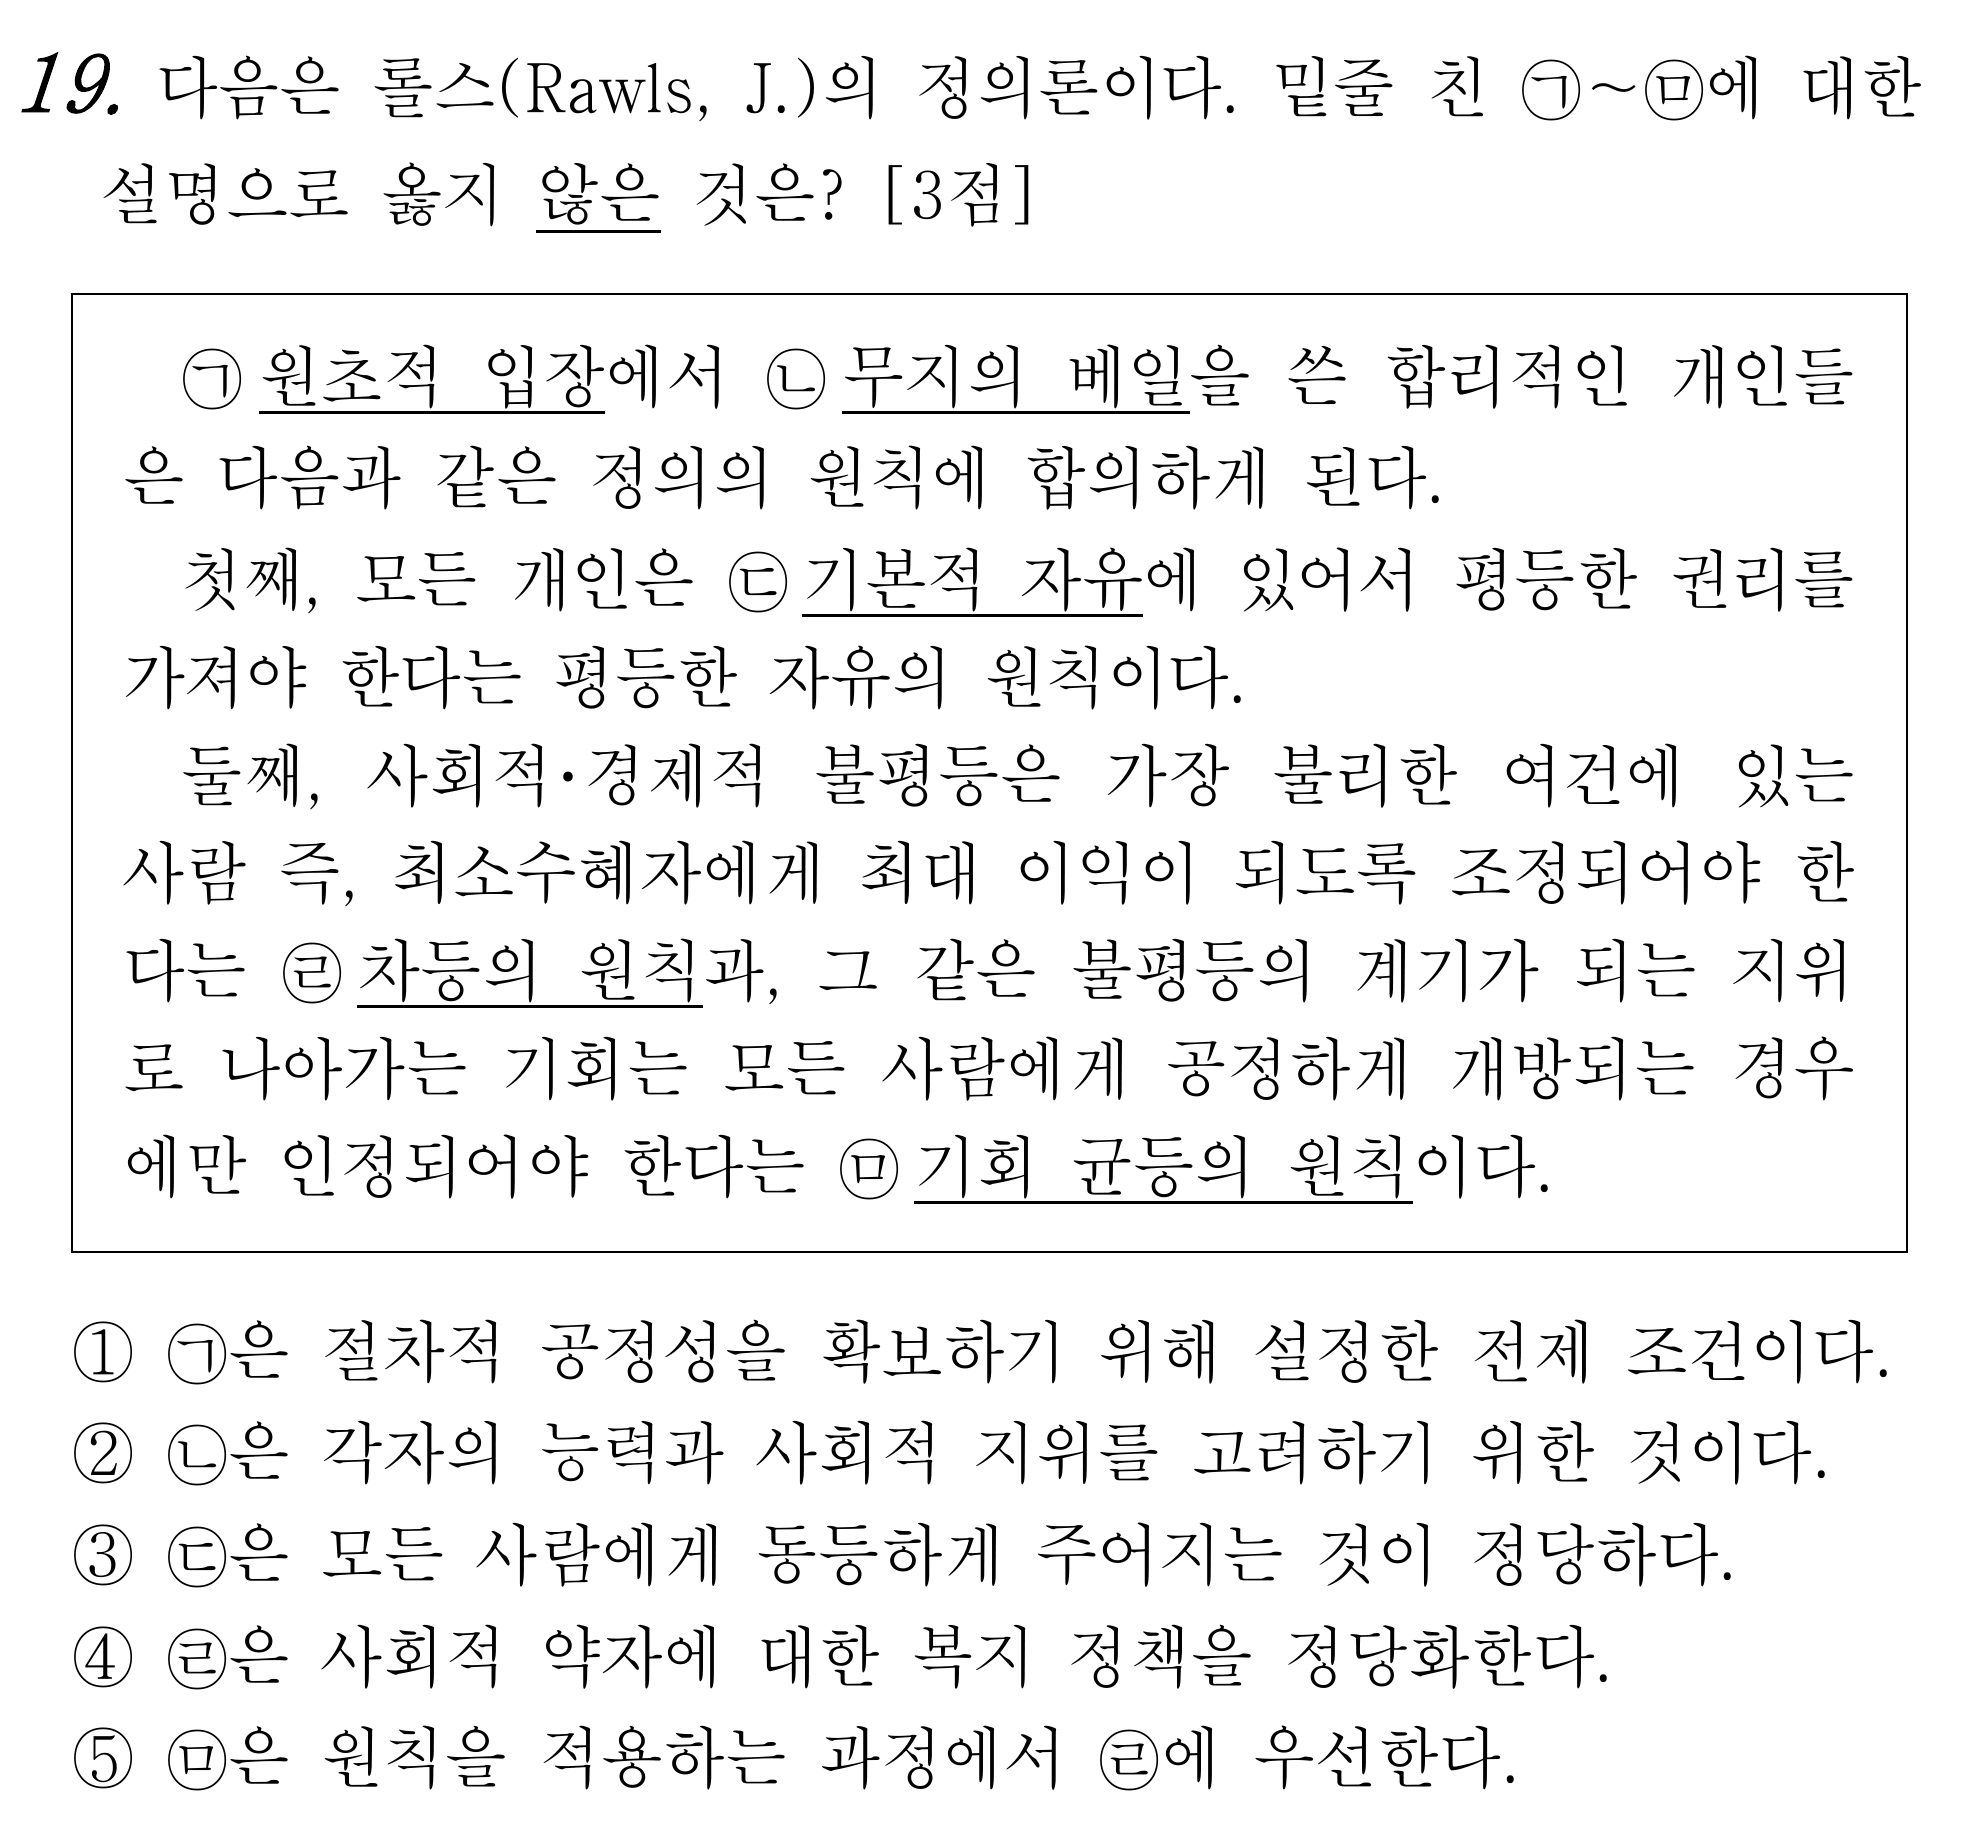 19. 다음은 롤스(Rawls, J.)의 정의론이다. 밑줄 친 ㉠~㉤에 대한
설명으로 옳지 않은 것은? [3점]
㉠원초적 입장에서 ㉡무지의 베일을 쓴 합리적인 개인들
은 다음과 같은 정의의 원칙에 합의하게 된다.
첫째, 모든 개인은 ㉢기본적 자유에 있어서 평등한 권리를
가져야 한다는 평등한 자유의 원칙이다.
둘째, 사회적·경제적 불평등은 가장 불리한 여건에 있는
사람 즉, 최소수혜자에게 최대 이익이 되도록 조정되어야 한
다는 ㉣차등의 원칙과, 그 같은 불평등의 계기가 되는 지위
로 나아가는 기회는 모든 사람에게 공정하게 개방되는 경우
에만 인정되어야 한다는 ㉤기회 균등의 원칙이다.
① ㉠은 절차적 공정성을 확보하기 위해 설정한 전제 조건이다.
② ㉡은 각자의 능력과 사회적 지위를 고려하기 위한 것이다.
③ ㉢은 모든 사람에게 동등하게 주어지는 것이 정당하다.
④ ㉣은 사회적 약자에 대한 복지 정책을 정당화한다.
⑤ ㉤은 원칙을 적용하는 과정에서 ㉣에 우선한다.